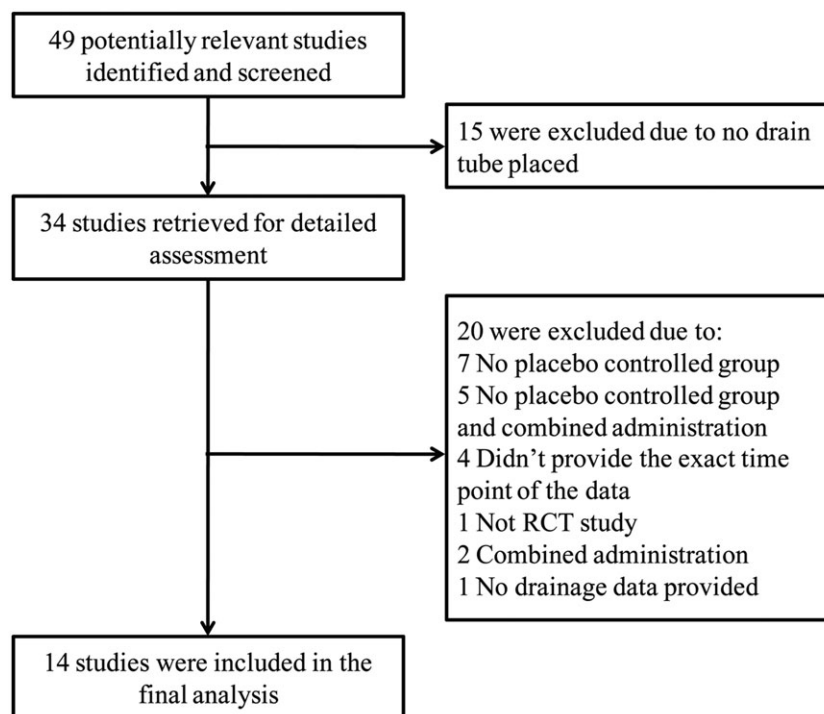 49 potentially relevant studies
identified and screened
15 were excluded due to no drain
tube placed
34 studies retrieved for detailed
assessment
20 were excluded due to:
7 No placebo controlled group
5 No placebo controlled group
and combined administration
4 Didn’t provide the exact time
point of the data
1 Not RCT study
2 Combined administration
1 No drainage data provided
14 studies were included in the
final analysis